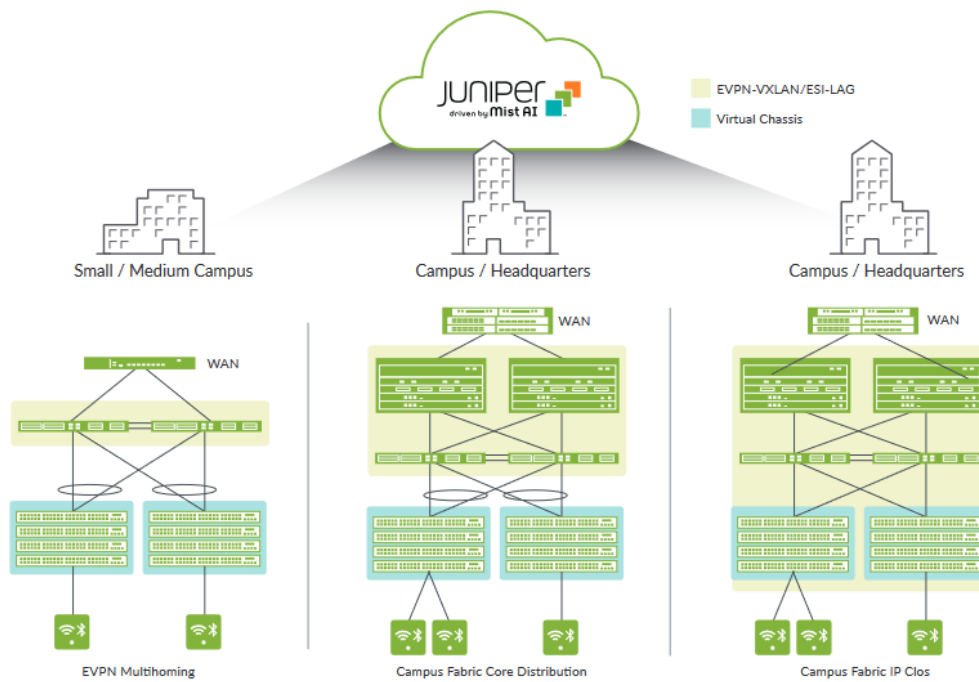 JUNIPER
driven by Mist AI
EVPN-VXLAN/ESI-LAG
Virtual Chassis
Small / Medium Campus
Campus / Headquarters
Campus / Headquarters
WAN
WAN
WAN
EVPN Multihoming
Campus Fabric Core Distribution
Campus Fabric IP Clos